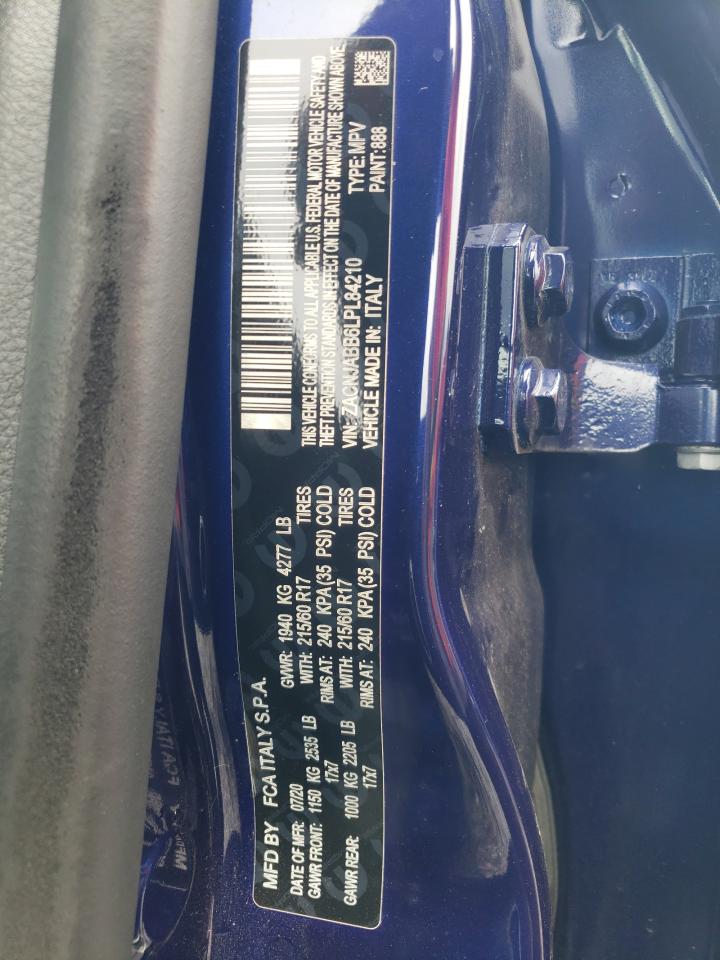 MFD BY FCA ITALY S.P.A.
DATE OF MFR: 07/20 GVWR: 1940 KG 4277 LB
GAWR FRONT: 1150 KG 2535 LB WITH: 215/60 R17 TIRES
17x7 RIMS AT: 240 KPA(35 PSI) COLD
GAWR REAR: 1000 KG 2205 LB WITH: 215/60 R17 TIRES
17x7 RIMS AT: 240 KPA(35 PSI) COLD
THIS VEHICLE CONFORMS TO ALL APPLICABLE U.S. FEDERAL MOTOR VEHICLE SAFETY AND
THEFT PREVENTION STANDARDS IN EFFECT ON THE DATE OF MANUFACTURE SHOWN ABOVE.
VIN: ZACNJABB6LPL84210 TYPE: MPV
VEHICLE MADE IN: ITALY PAINT: 888